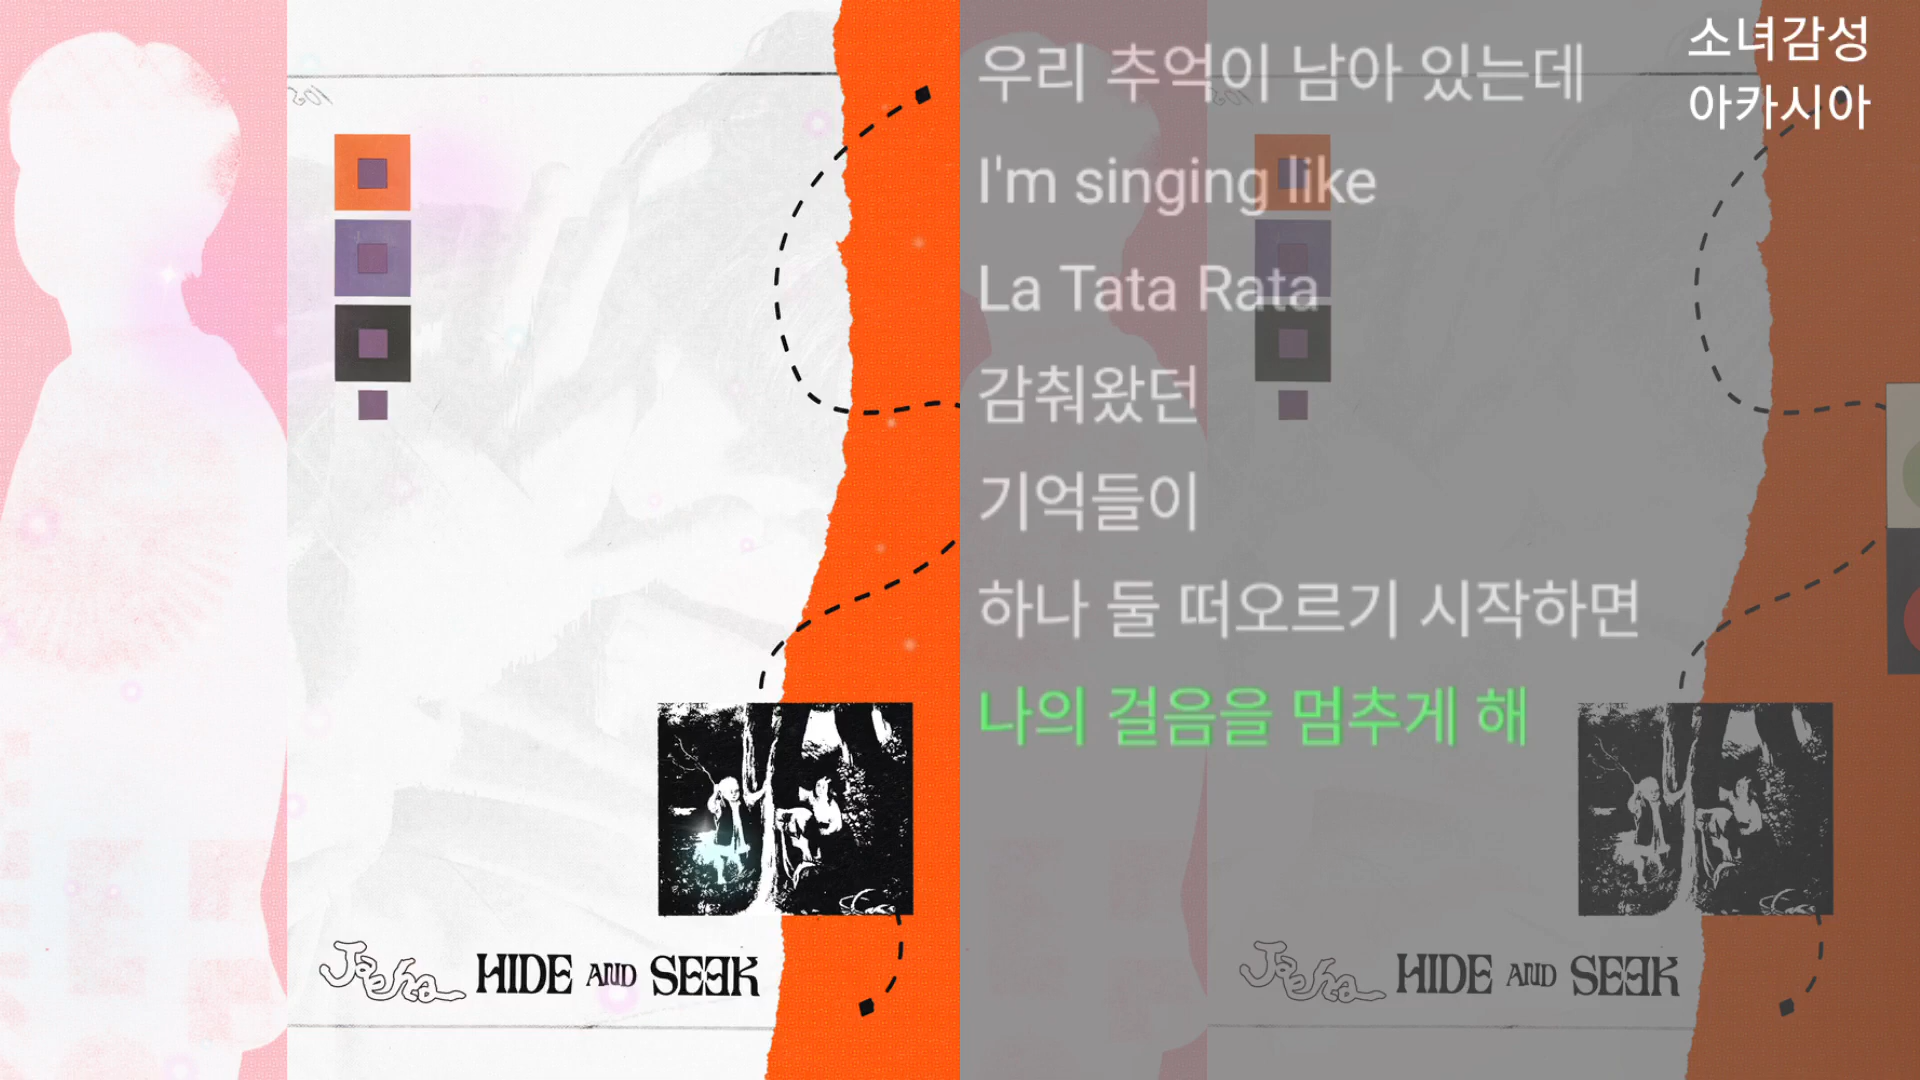 소녀감성
아카시아
우리 추억이 남아 있는데
I'm singing like
La Tata Rata
감춰왔던
기억들이
하나 둘 떠오르기 시작하면
나의 걸음을 멈추게 해
105
Jaeha HIDE AND SEEK
Jaeha HIDE AND SEEK